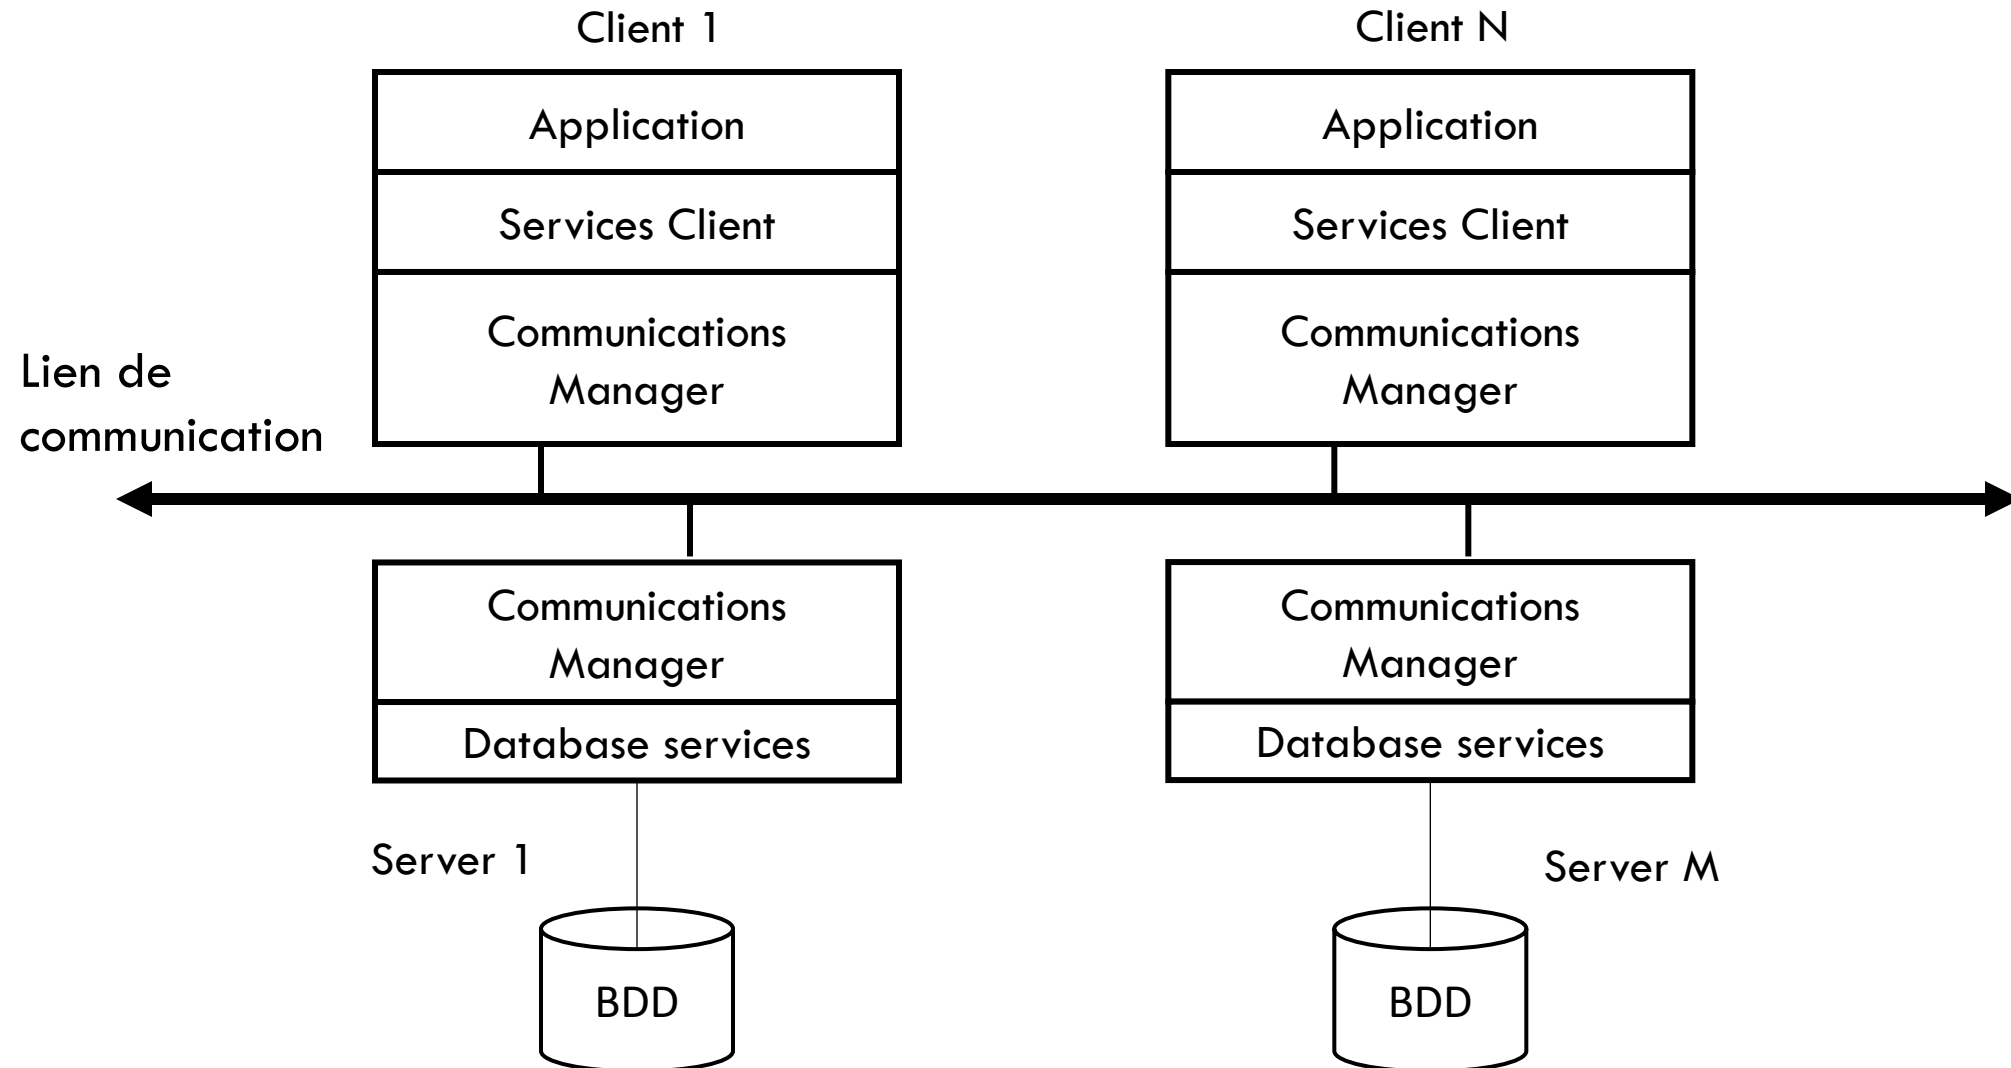 Client 1
Client N
Application
Application
Services Client
Services Client
Communications
Manager
Communications
Manager
Lien de
communication
Communications
Manager
Communications
Manager
Database services
Database services
Server 1
Server M
BDD
BDD